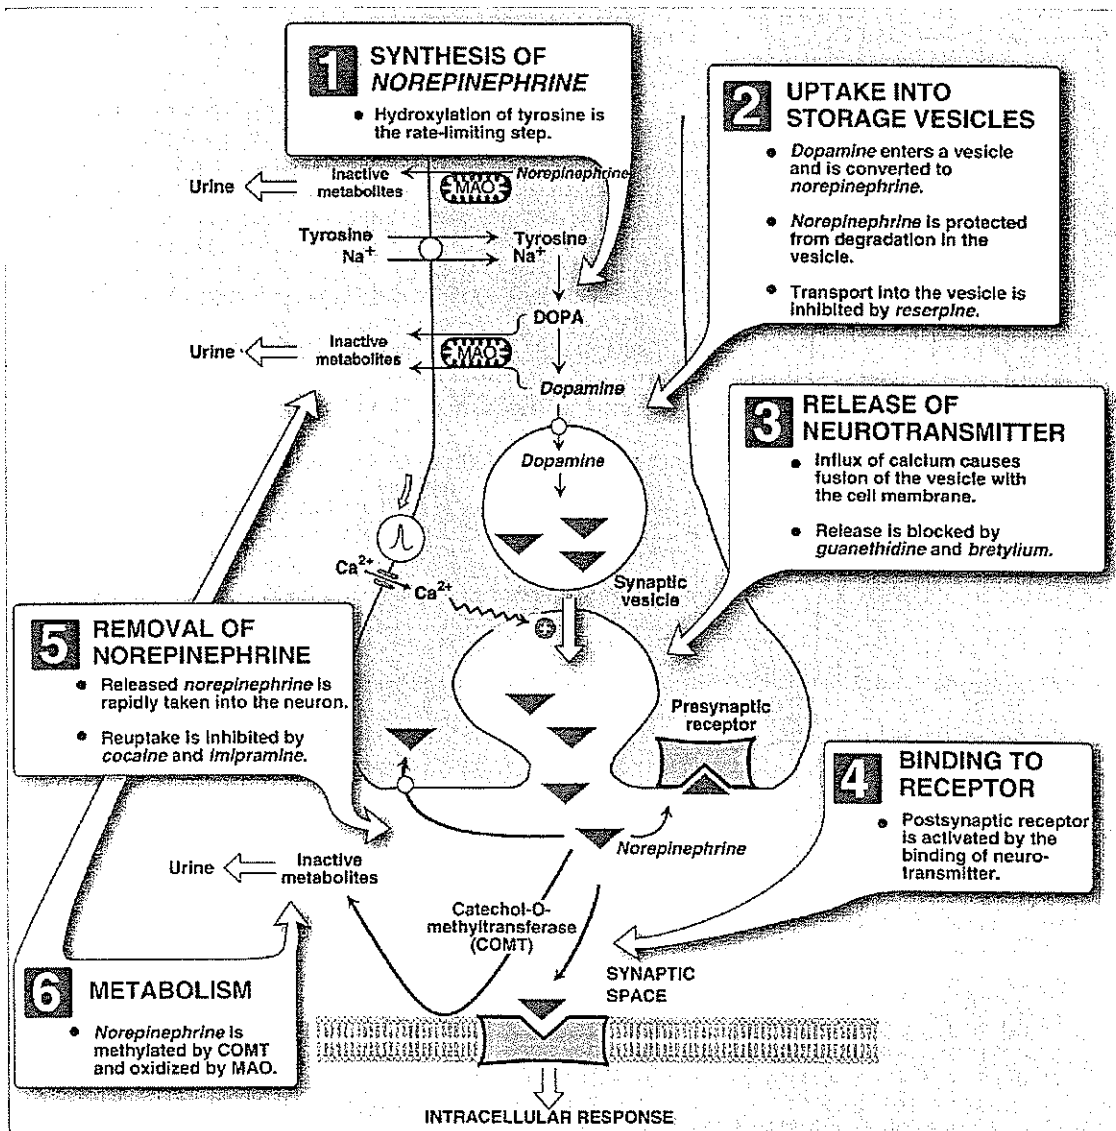 1
SYNTHESIS OF
NOREPINEPHRINE
• Hydroxylation of tyrosine is
the rate-limiting step.
2
UPTAKE INTO
STORAGE VESICLES
• Dopamine enters a vesicle
and is converted to
norepinephrine.
• Norepinephrine is protected
from degradation in the
vesicle.
• Transport into the vesicle is
inhibited by reserpine.
Urine
Inactive
metabolites
MAO
Norepinephrine
Tyrosine
Na⁺
Tyrosine
Na⁺
DOPA
Urine
Inactive
metabolites
MAO
Dopamine
Dopamine
3
RELEASE OF
NEUROTRANSMITTER
• Influx of calcium causes
fusion of the vesicle with
the cell membrane.
• Release is blocked by
guanethidine and bretylium.
Ca²⁺
Ca²⁺
Synaptic
vesicle
+
5
REMOVAL OF
NOREPINEPHRINE
• Released norepinephrine is
rapidly taken into the neuron.
• Reuptake is inhibited by
cocaine and imipramine.
Presynaptic
receptor
4
BINDING TO
RECEPTOR
• Postsynaptic receptor
is activated by the
binding of neuro-
transmitter.
Norepinephrine
Urine
Inactive
metabolites
Catechol-O-
methyltransferase
(COMT)
SYNAPTIC
SPACE
6
METABOLISM
• Norepinephrine is
methylated by COMT
and oxidized by MAO.
INTRACELLULAR RESPONSE